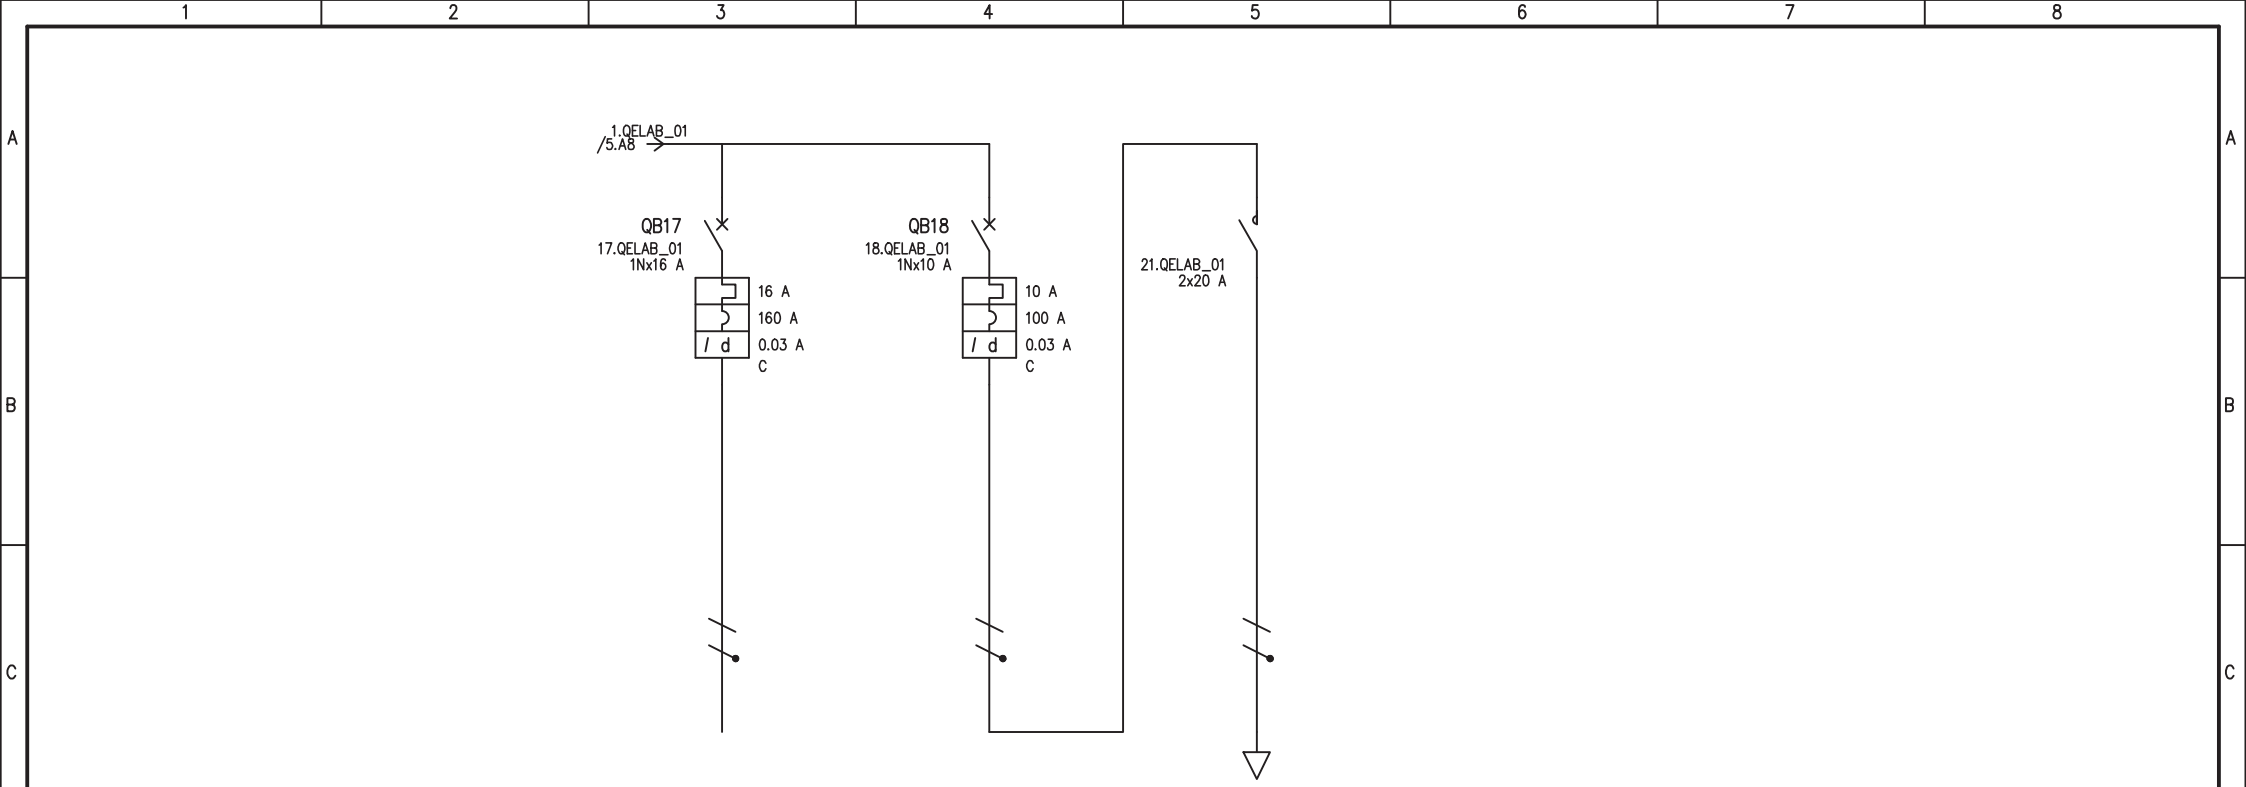 1 2 3 4 5 6 7 8
A A
1.QELAB_01
/5.A8
QB17
17.QELAB_01
1Nx16 A
16 A
160 A
I d 0.03 A
C
QB18
18.QELAB_01
1Nx10 A
10 A
100 A
I d 0.03 A
C
21.QELAB_01
2x20 A
B B
C C